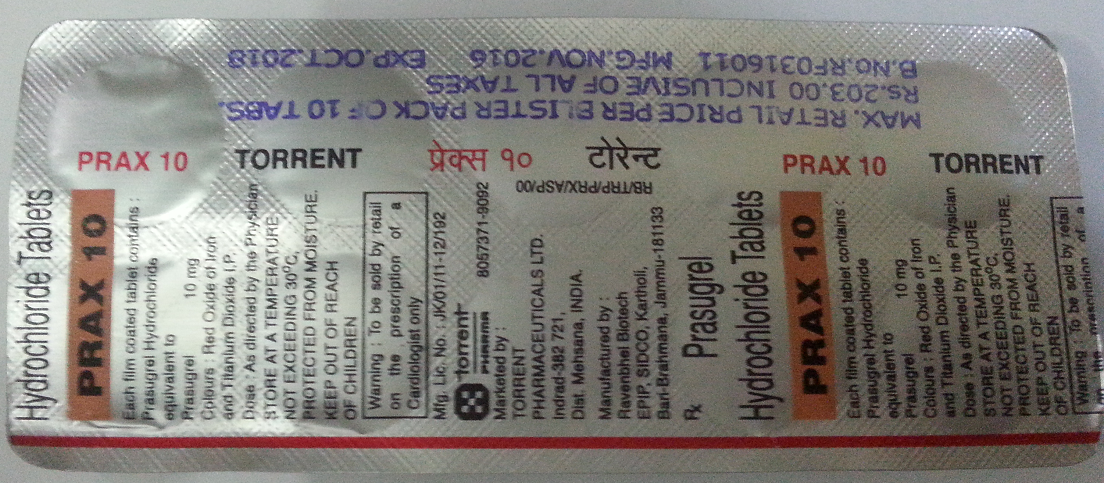 MAX. RETAIL PRICE PER BLISTER PACK OF 10 TABS.
RS.203.00 INCLUSIVE OF ALL TAXES
B.NO.RF0316011 MFG.NOV.2016 EXP.OCT.2018
PRAX 10 TORRENT प्रेक्स १० टोरेन्ट PRAX 10 TORRENT
Hydrochloride Tablets
PRAX 10
Each film coated tablet contains :
Prasugrel Hydrochloride
equivalent to
Prasugrel 10 mg
Colours : Red Oxide of Iron
and Titanium Dioxide I.P.
Dose : As directed by the Physician
STORE AT A TEMPERATURE
NOT EXCEEDING 30°C,
PROTECTED FROM MOISTURE.
KEEP OUT OF REACH
OF CHILDREN
Warning : To be sold by retail
on the prescription of a
Cardiologist only
Mfg. Lic. No. : JK/01/11-12/192
torrent
PHARMA
8057371-9092
Marketed by :
TORRENT
PHARMACEUTICALS LTD.
Indrad-382 721,
Dist. Mehsana, INDIA.
Manufactured by :
Ravenbhel Biotech
EPIP, SIDCO, Kartholi,
Bari-Brahmana, Jammu-181133
RB/TRP/PRX/ASP/00
Rx Prasugrel
Hydrochloride Tablets
PRAX 10
Each film coated tablet contains :
Prasugrel Hydrochloride
equivalent to
Prasugrel 10 mg
Colours : Red Oxide of Iron
and Titanium Dioxide I.P.
Dose : As directed by the Physician
STORE AT A TEMPERATURE
NOT EXCEEDING 30°C,
PROTECTED FROM MOISTURE.
KEEP OUT OF REACH
OF CHILDREN
Warning : To be sold by retail
on the prescription of a